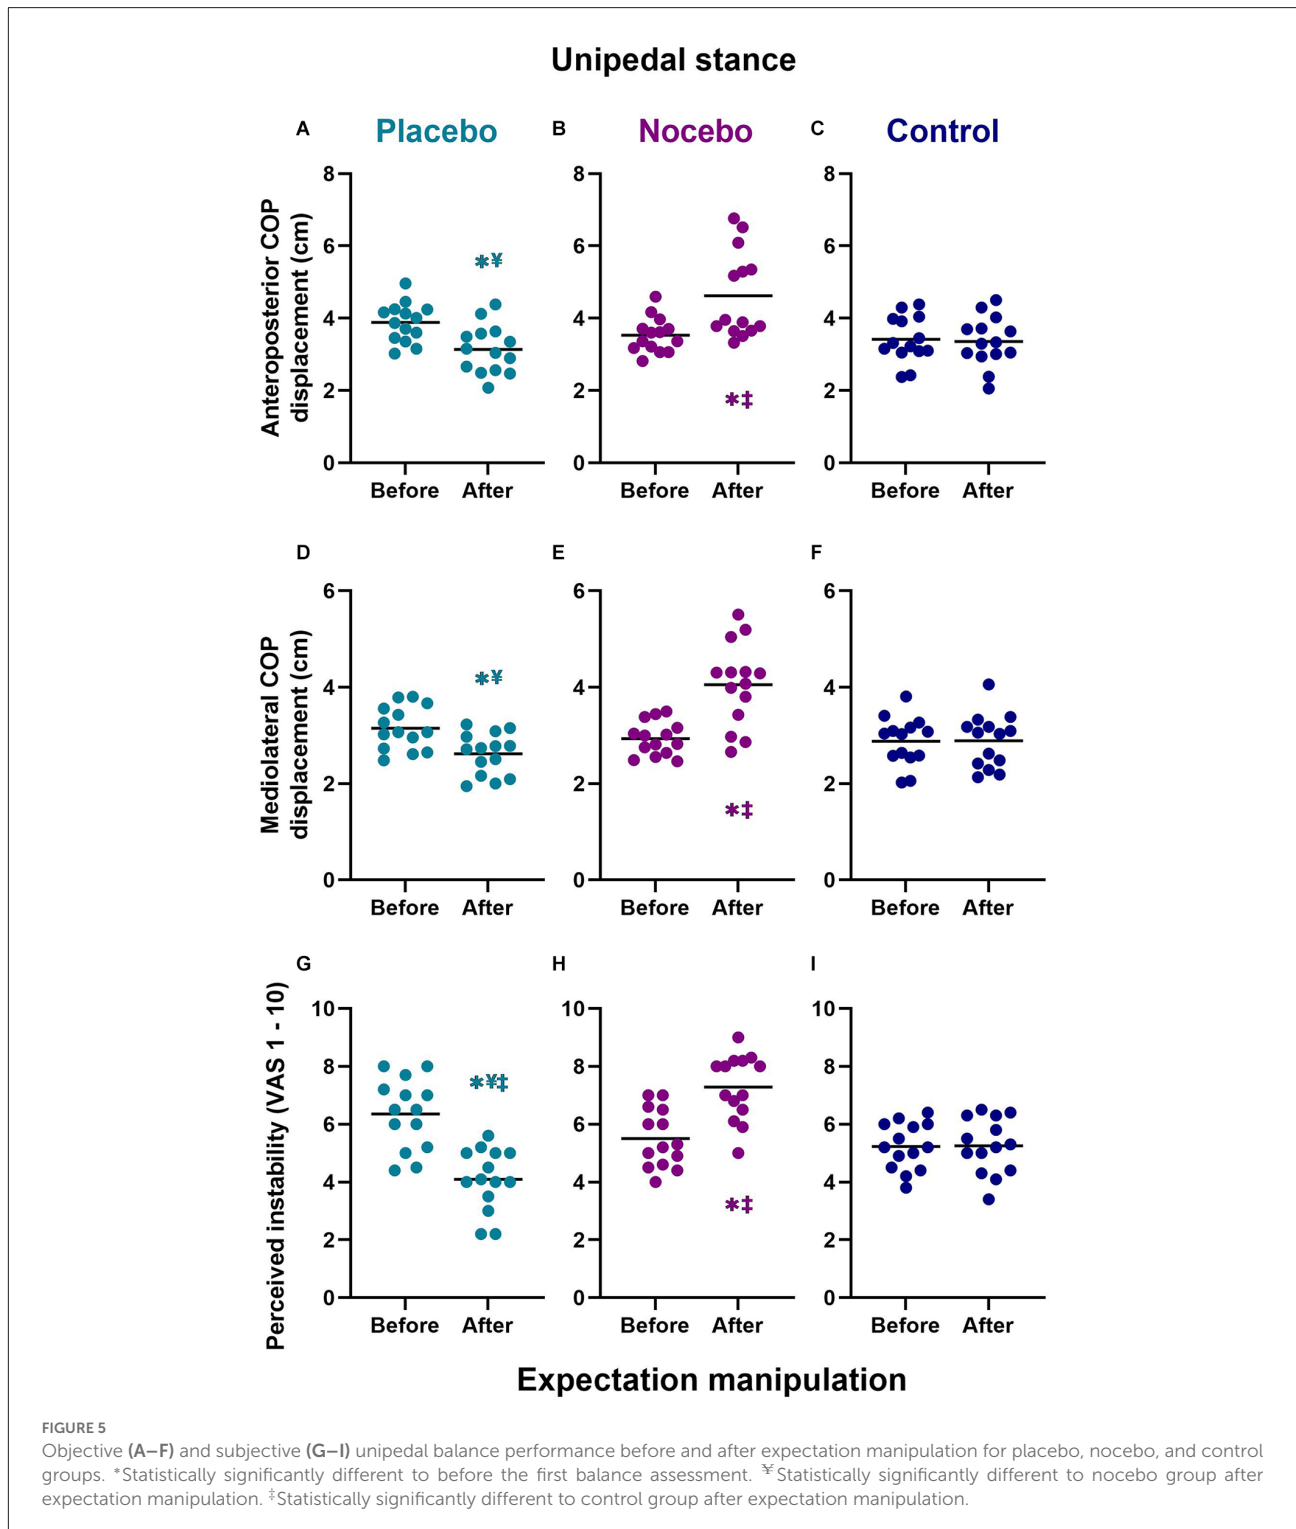 Unipedal stance
A Placebo B Nocebo C Control
Anteroposterior COP
displacement (cm)
8 6 4 2 0
Before After
8 6 4 2 0
Before After
8 6 4 2 0
Before After
*¥
*‡
D E F
Mediolateral COP
displacement (cm)
6 4 2 0
Before After
6 4 2 0
Before After
6 4 2 0
Before After
*¥
*‡
G H I
Perceived instability (VAS 1 - 10)
10 8 6 4 2 0
Before After
10 8 6 4 2 0
Before After
10 8 6 4 2 0
Before After
*¥‡
*‡
Expectation manipulation
FIGURE 5
Objective (A–F) and subjective (G–I) unipedal balance performance before and after expectation manipulation for placebo, nocebo, and control
groups. *Statistically significantly different to before the first balance assessment. ¥Statistically significantly different to nocebo group after
expectation manipulation. ‡Statistically significantly different to control group after expectation manipulation.